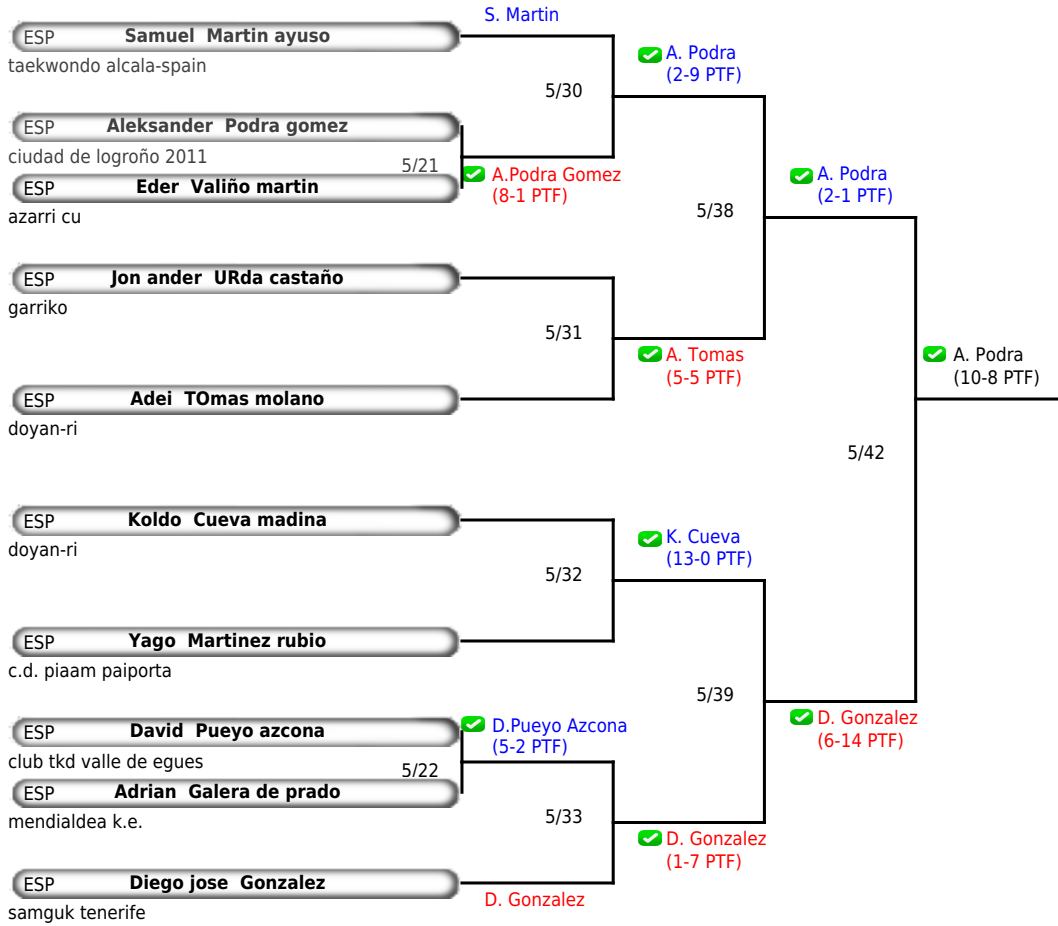 S. Martin
ESP Samuel Martin ayuso
taekwondo alcala-spain
A. Podra
(2-9 PTF)
5/30
ESP Aleksander Podra gomez
ciudad de logroño 2011
5/21
A.Podra Gomez
(8-1 PTF)
ESP Eder Valiño martin
azarri cu
A. Podra
(2-1 PTF)
5/38
ESP Jon ander URda castaño
garriko
5/31
A. Tomas
(5-5 PTF)
A. Podra
(10-8 PTF)
ESP Adei TOmas molano
doyan-ri
5/42
ESP Koldo Cueva madina
doyan-ri
K. Cueva
(13-0 PTF)
5/32
ESP Yago Martinez rubio
c.d. piaam paiporta
5/39
D. Gonzalez
(6-14 PTF)
ESP David Pueyo azcona
club tkd valle de egues
D.Pueyo Azcona
(5-2 PTF)
5/22
ESP Adrian Galera de prado
mendialdea k.e.
5/33
D. Gonzalez
(1-7 PTF)
ESP Diego jose Gonzalez
samguk tenerife
D. Gonzalez